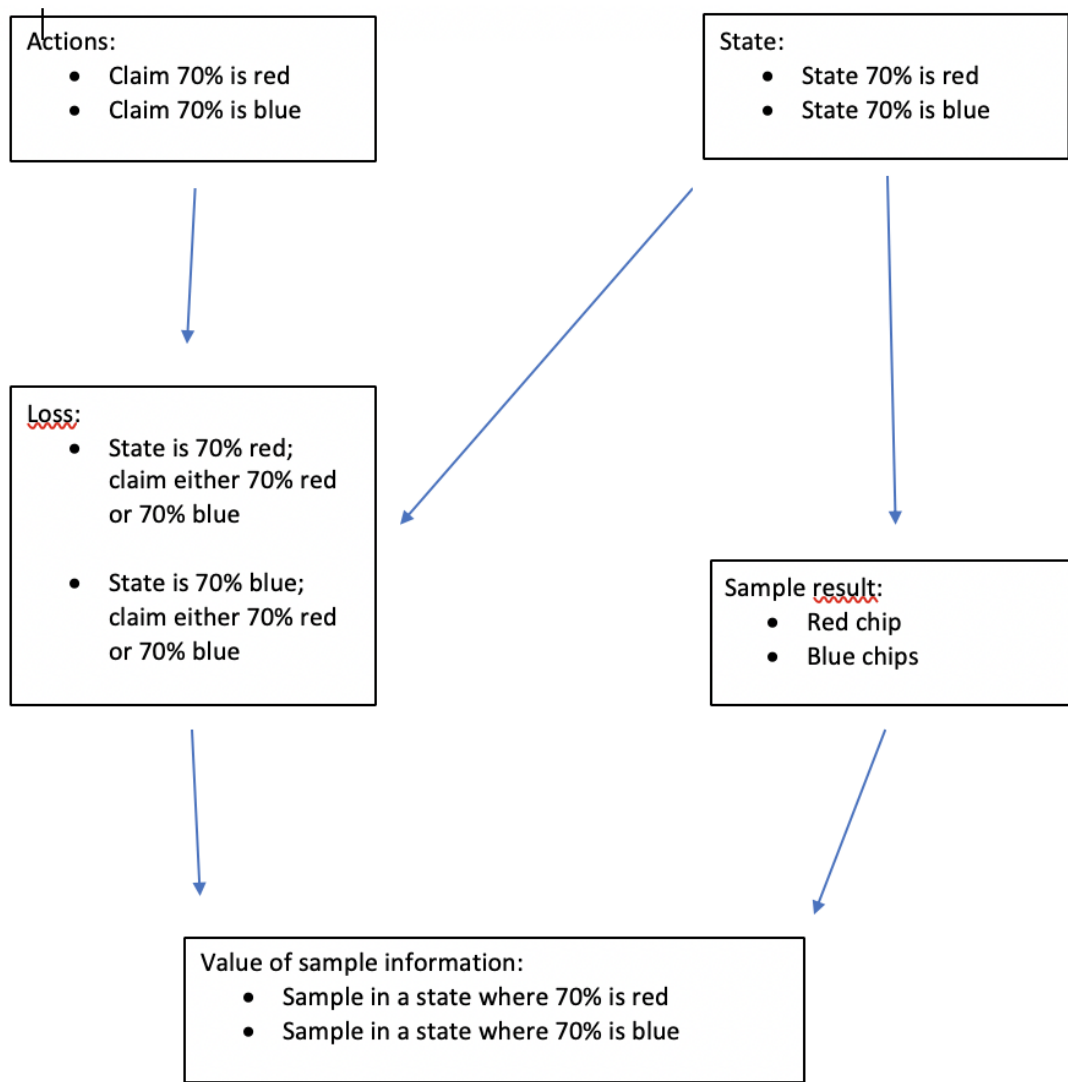 Actions:
• Claim 70% is red
• Claim 70% is blue
State:
• State 70% is red
• State 70% is blue
Loss:
• State is 70% red;
claim either 70% red
or 70% blue
• State is 70% blue;
claim either 70% red
or 70% blue
Sample result:
• Red chip
• Blue chips
Value of sample information:
• Sample in a state where 70% is red
• Sample in a state where 70% is blue